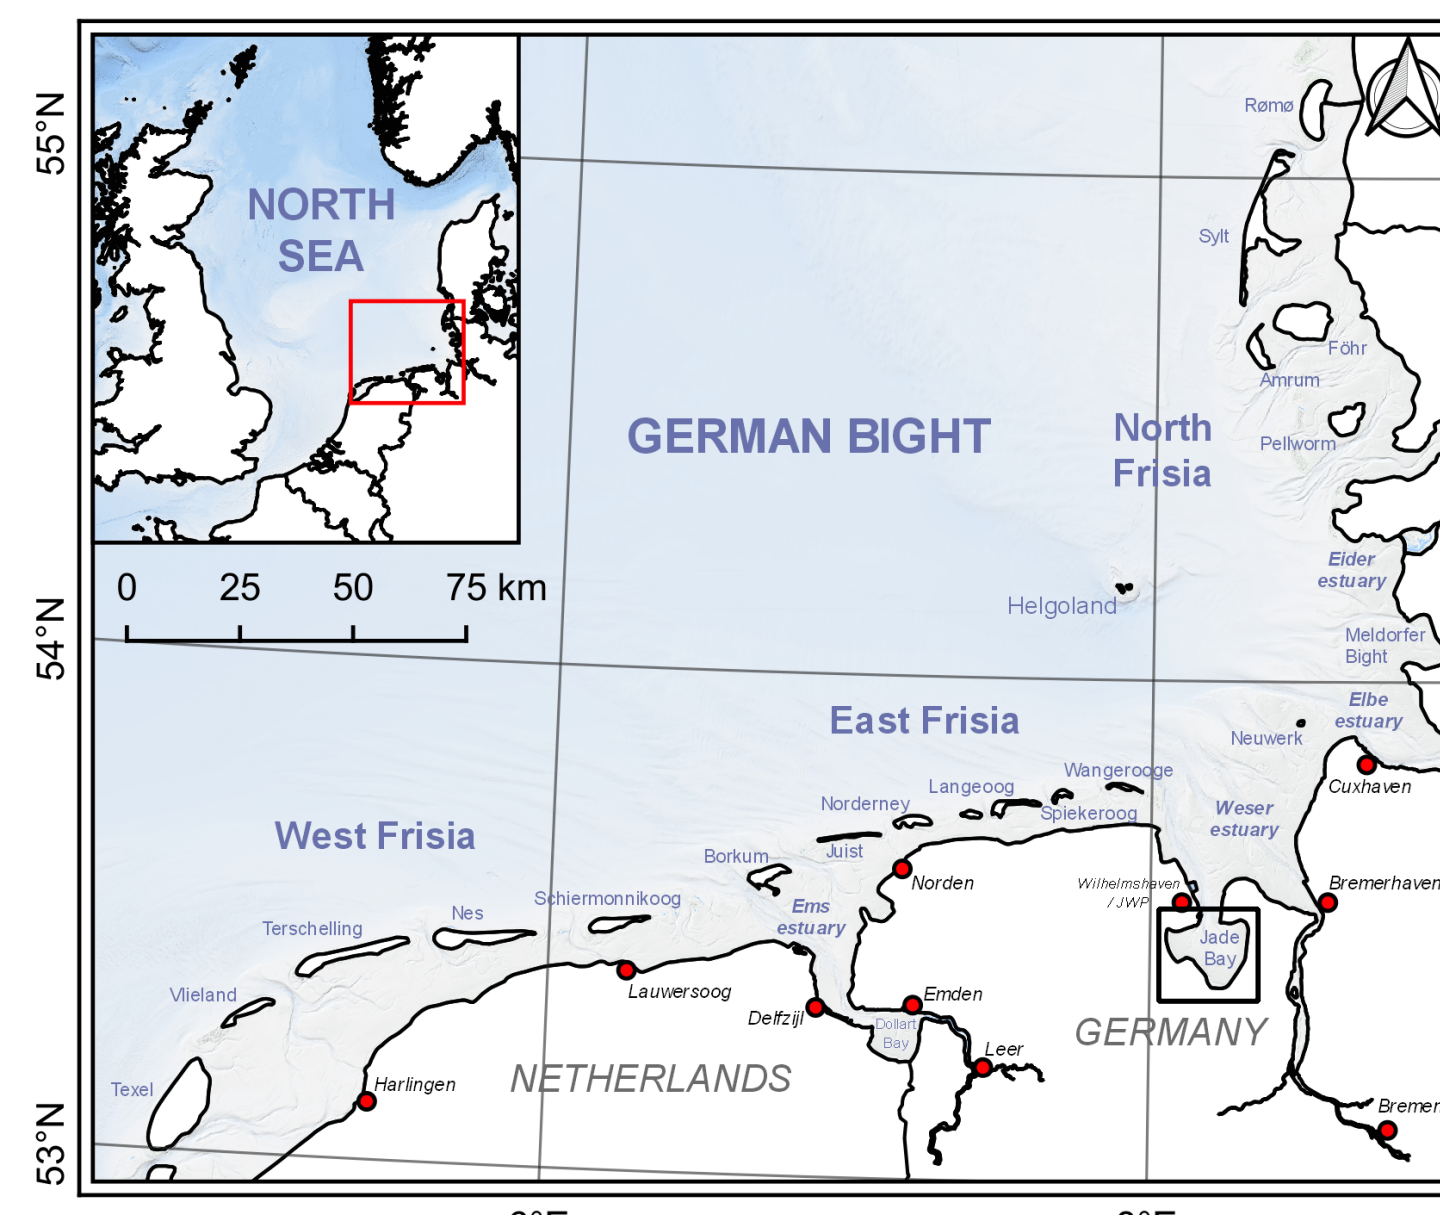 55°N
54°N
53°N
NORTH
SEA
0 25 50 75 km
GERMAN BIGHT
North
Frisia
East Frisia
West Frisia
Rømø
Sylt
Föhr
Amrum
Pellworm
Eider
estuary
Helgoland
Meldorfer
Bight
Elbe
estuary
Neuwerk
Cuxhaven
Wangerooge
Langeoog
Spiekeroog
Norderney
Juist
Borkum
Weser
estuary
Norden
Wilhelmshaven
/ JWP
Bremerhaven
Ems
estuary
Schiermonnikoog
Nes
Terschelling
Vlieland
Texel
Jade
Bay
Lauwersoog
Delfzijl
Emden
Dollart
Bay
Leer
GERMANY
NETHERLANDS
Harlingen
Bremen